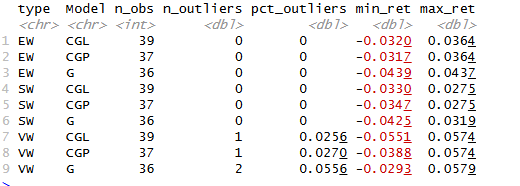 type Model n_obs n_outliers pct_outliers min_ret max_ret
<chr> <chr> <int> <dbl> <dbl> <dbl> <dbl>
1 EW CGL 39 0 0 -0.0320 0.0364
2 EW CGP 37 0 0 -0.0317 0.0364
3 EW G 36 0 0 -0.0439 0.0437
4 SW CGL 39 0 0 -0.0330 0.0275
5 SW CGP 37 0 0 -0.0347 0.0275
6 SW G 36 0 0 -0.0425 0.0319
7 VW CGL 39 1 0.0256 -0.0551 0.0574
8 VW CGP 37 1 0.0270 -0.0388 0.0574
9 VW G 36 2 0.0556 -0.0293 0.0579
>